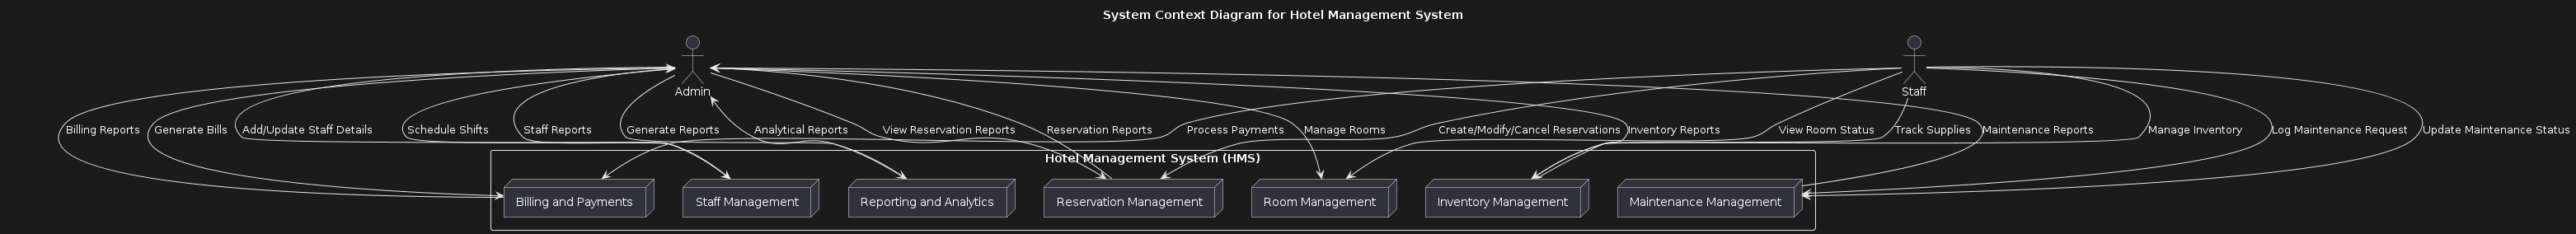 System Context Diagram for Hotel Management System
Admin
Staff
Billing Reports
Generate Bills
Add/Update Staff Details
Schedule Shifts
Staff Reports
Generate Reports
Analytical Reports
View Reservation Reports
Reservation Reports
Process Payments
Manage Rooms
Create/Modify/Cancel Reservations
Inventory Reports
View Room Status
Track Supplies
Maintenance Reports
Manage Inventory
Log Maintenance Request
Update Maintenance Status
Hotel Management System (HMS)
Billing and Payments
Staff Management
Reporting and Analytics
Reservation Management
Room Management
Inventory Management
Maintenance Management